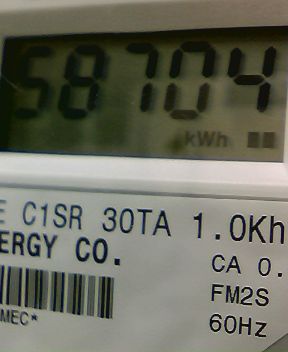 58704
kWh
E C1SR 30TA 1.0Kh
ERGY CO.
CA 0.
FM2S
MEC*
60Hz